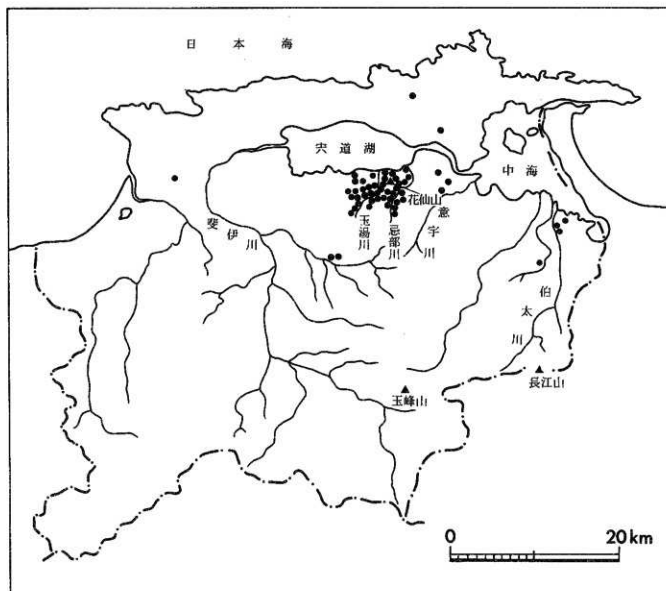 日本海
宍道湖
中海
花仙山
玉湯川
忌部川
意宇川
斐伊川
伯太川
玉峰山
長江山
0 20km